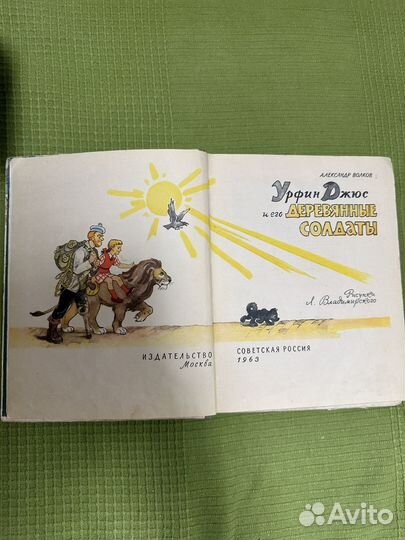 АЛЕКСАНДР ВОЛКОВ
Урфин Джюс
и его ДЕРЕВЯННЫЕ
СОЛДАТЫ
Рисунки
Л. Владимирского
ИЗДАТЕЛЬСТВО
Москва
СОВЕТСКАЯ РОССИЯ
1963
Avito